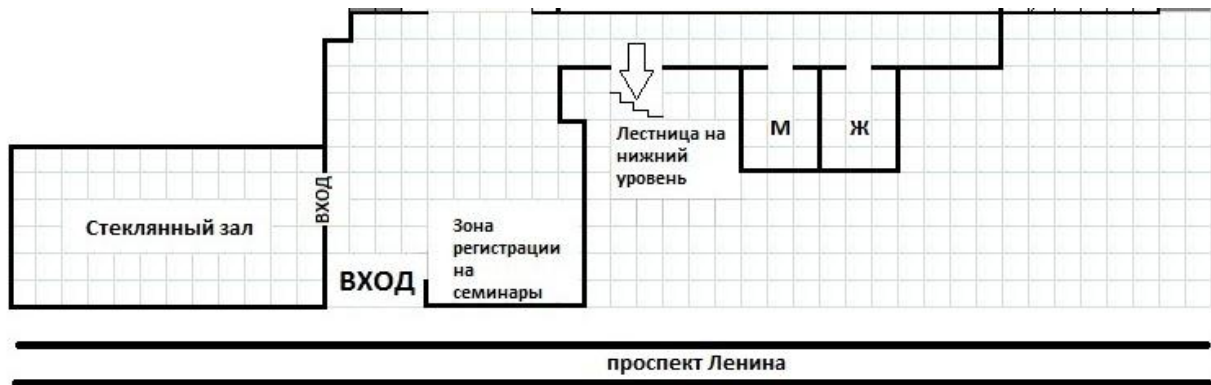 Лестница на
нижний
уровень
М
Ж
Стеклянный зал
ВХОД
Зона
регистрации
на
семинары
ВХОД
проспект Ленина